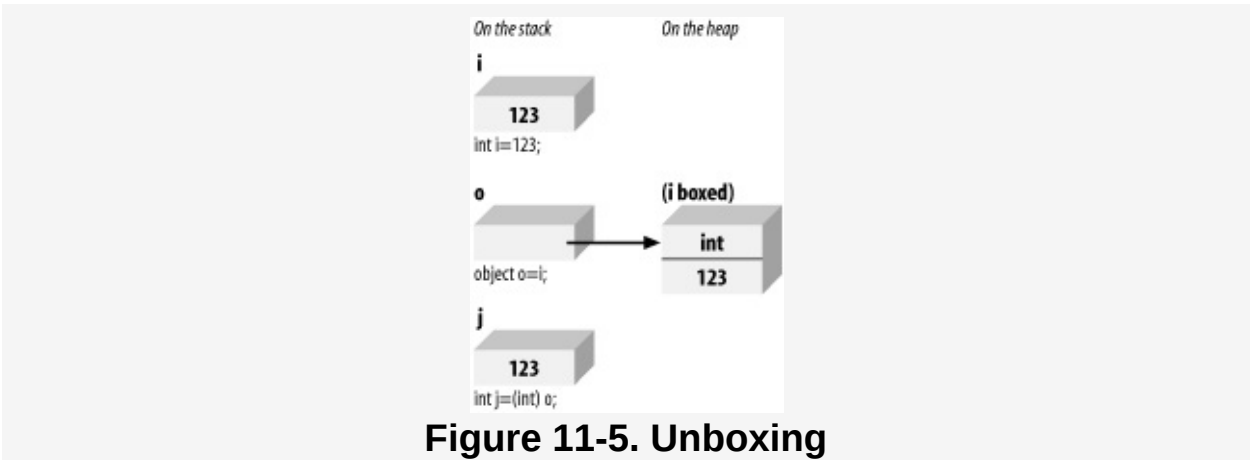 On the stack On the heap
i
123
int i=123;
o (i boxed)
int
123
object o=i;
j
123
int j=(int) o;
Figure 11-5. Unboxing